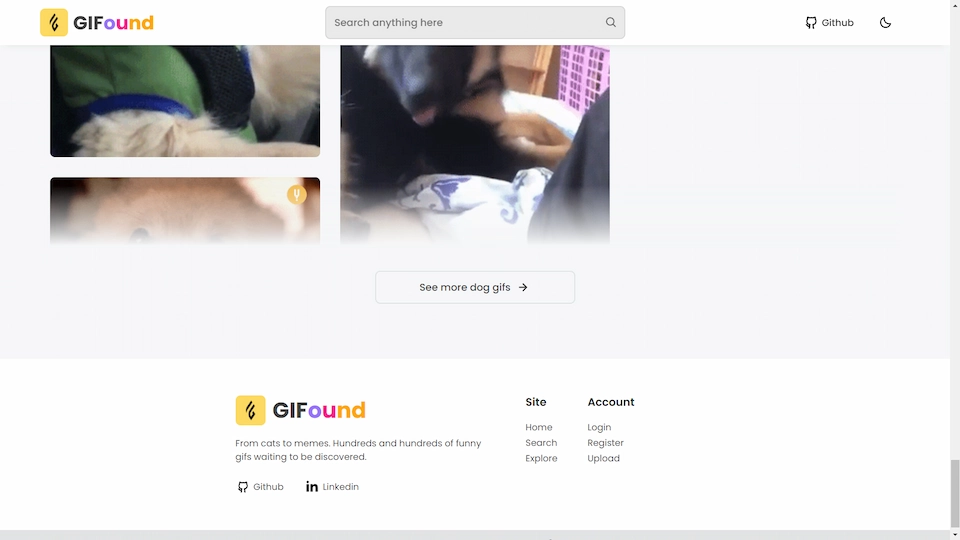 GIFound
Search anything here
Github
See more dog gifs
GIFound
From cats to memes. Hundreds and hundreds of funny
gifs waiting to be discovered.
Github
Linkedin
Site
Home
Search
Explore
Account
Login
Register
Upload